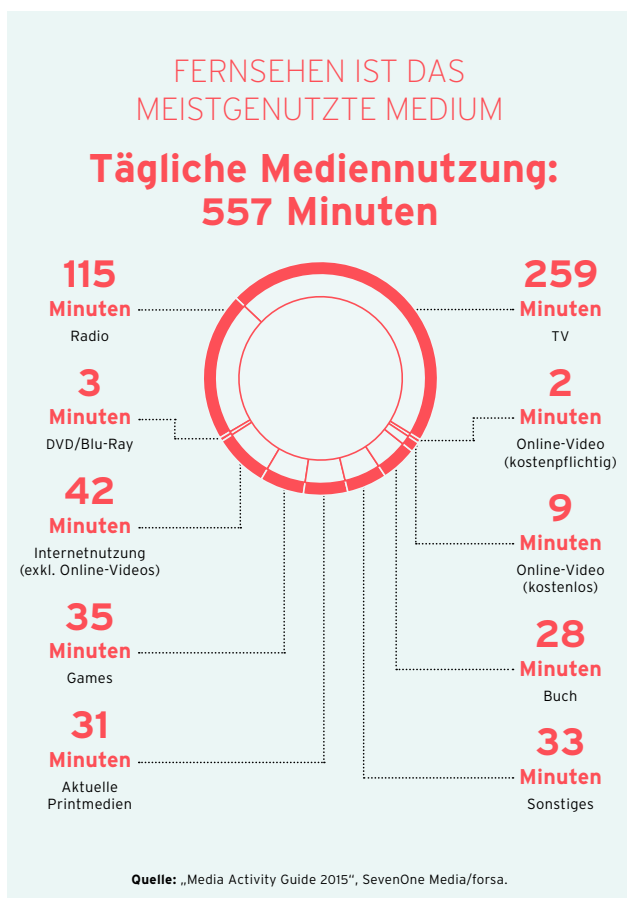 FERNSEHEN IST DAS
MEISTGENUTZTE MEDIUM
Tägliche Mediennutzung:
557 Minuten
115
Minuten
Radio
3
Minuten
DVD/Blu-Ray
42
Minuten
Internetnutzung
(exkl. Online-Videos)
35
Minuten
Games
31
Minuten
Aktuelle
Printmedien
259
Minuten
TV
2
Minuten
Online-Video
(kostenpflichtig)
9
Minuten
Online-Video
(kostenlos)
28
Minuten
Buch
33
Minuten
Sonstiges
Quelle: „Media Activity Guide 2015“, SevenOne Media/forsa.